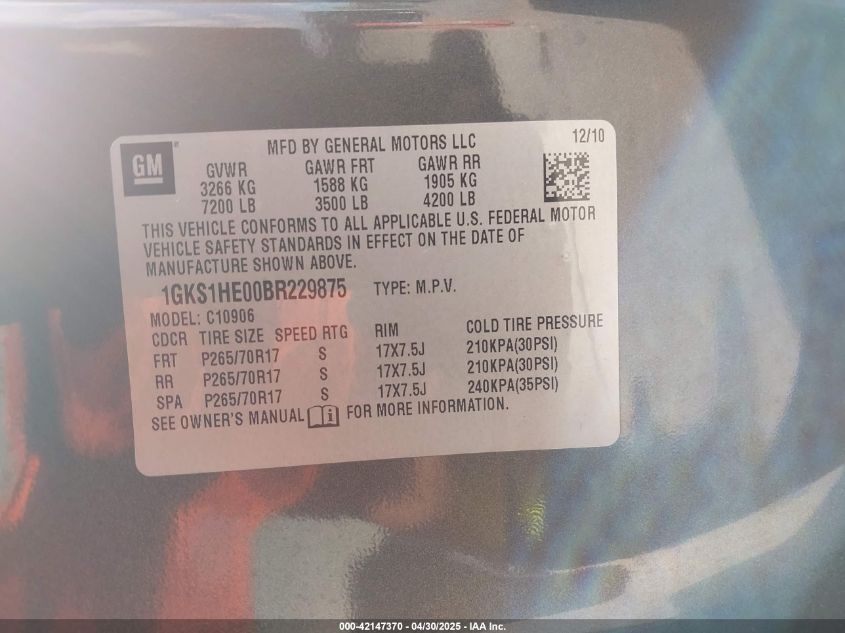 GM
MFD BY GENERAL MOTORS LLC 12/10
GVWR GAWR FRT GAWR RR
3266 KG 1588 KG 1905 KG
7200 LB 3500 LB 4200 LB
THIS VEHICLE CONFORMS TO ALL APPLICABLE U.S. FEDERAL MOTOR
VEHICLE SAFETY STANDARDS IN EFFECT ON THE DATE OF
MANUFACTURE SHOWN ABOVE.
1GKS1HE00BR229875 TYPE: M.P.V.
MODEL: C10906
CDCR TIRE SIZE SPEED RTG RIM COLD TIRE PRESSURE
FRT P265/70R17 S 17X7.5J 210KPA(30PSI)
RR P265/70R17 S 17X7.5J 210KPA(30PSI)
SPA P265/70R17 S 17X7.5J 240KPA(35PSI)
SEE OWNER'S MANUAL i FOR MORE INFORMATION.
000-42147370 - 04/30/2025 - IAA Inc.